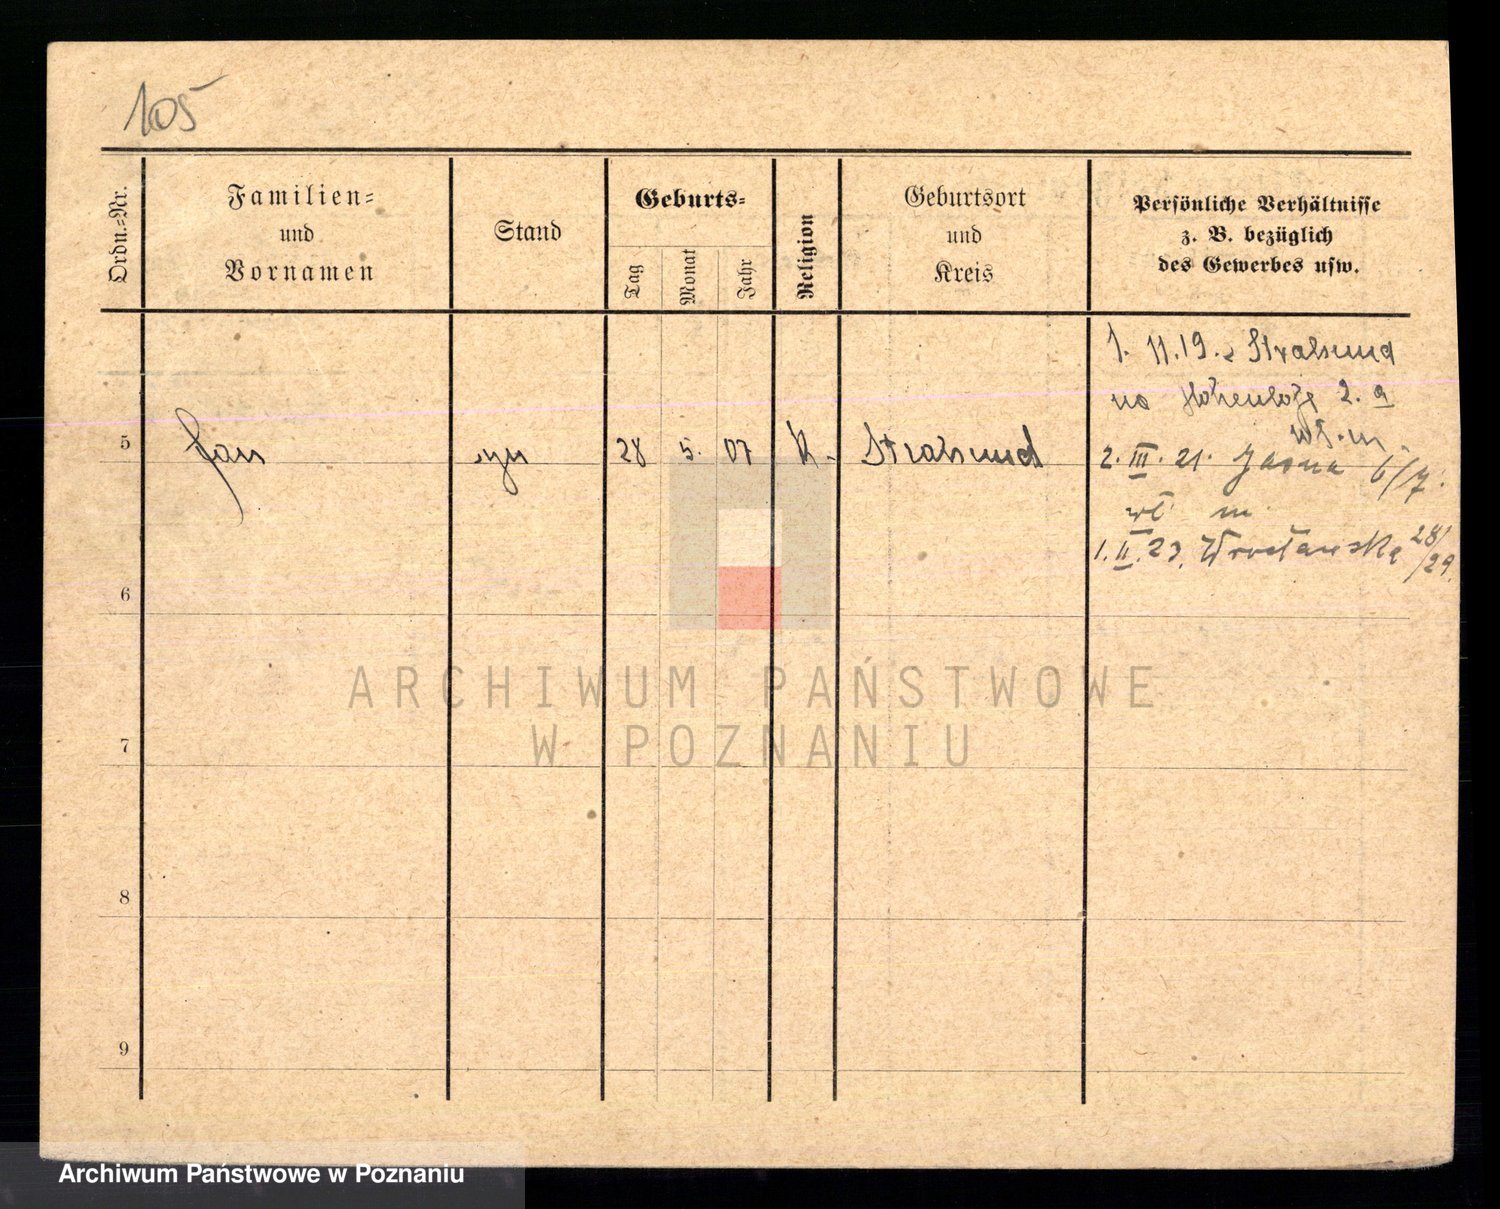 105
Ordn.-Nr.
Familien-
und
Vornamen
Stand
Geburts-
Tag
Monat
Jahr
Religion
Geburtsort
und
Kreis
Persönliche Verhältnisse
z. B. bezüglich
des Gewerbes usw.
1. 11.19. z Stralsund
na Hohenlohe 2. a
wł. m.
5 Jan syn 28 5. 07 K. Stralsund 2. III. 21. Jasna 6/7.
wł m
1. II. 23. Wrocławska 28/29.
6
7
8
9
ARCHIWUM PAŃSTWOWE
W POZNANIU
Archiwum Państwowe w Poznaniu